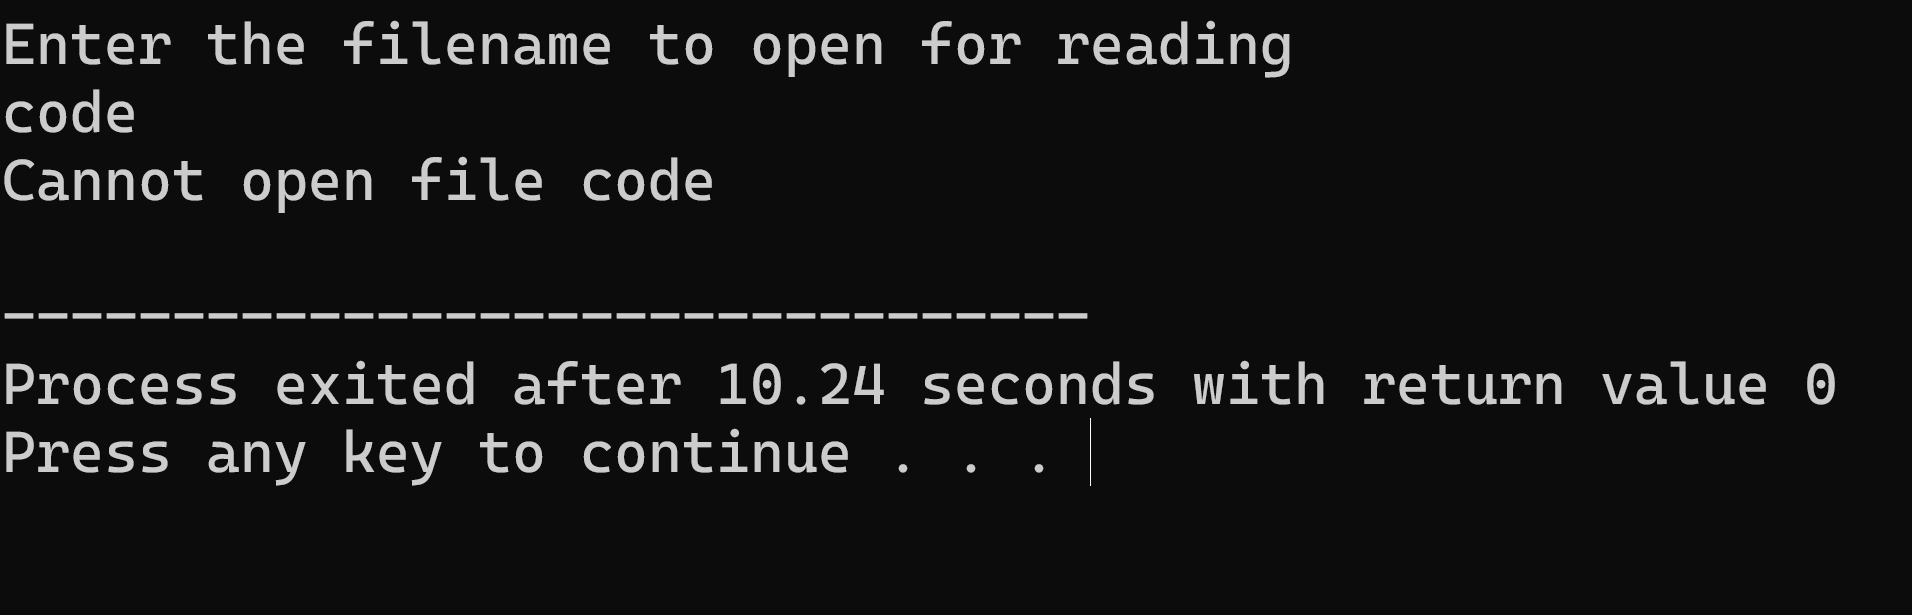 Enter the filename to open for reading
code
Cannot open file code
--------------------------------
Process exited after 10.24 seconds with return value 0
Press any key to continue . . .